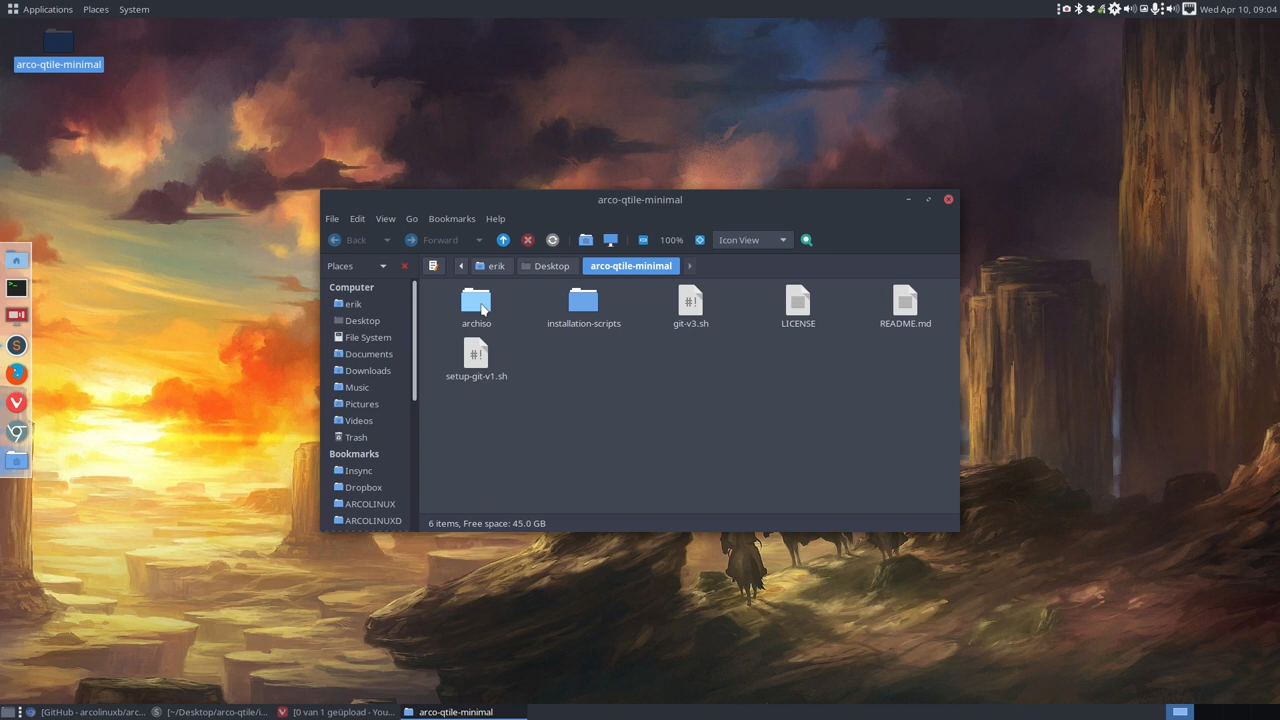 Applications Places System Wed Apr 10, 09:04
arco-qtile-minimal
arco-qtile-minimal
File Edit View Go Bookmarks Help
Back Forward 100% Icon View
Places erik Desktop arco-qtile-minimal
Computer
erik
Desktop
File System
Documents
Downloads
Music
Pictures
Videos
Trash
Bookmarks
Insync
Dropbox
ARCOLINUX
ARCOLINUXD
#!
archiso installation-scripts git-v3.sh LICENSE README.md
#!
setup-git-v1.sh
6 items, Free space: 45.0 GB
[GitHub - arcolinuxb/arc... [~/Desktop/arco-qtile/i... [0 van 1 geüpload - You... arco-qtile-minimal